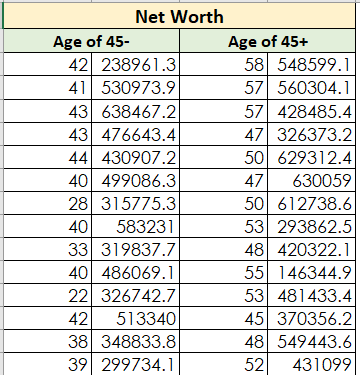 Net Worth
Age of 45- Age of 45+
42 238961.3 58 548599.1
41 530973.9 57 560304.1
43 638467.2 57 428485.4
43 476643.4 47 326373.2
44 430907.2 50 629312.4
40 499086.3 47 630059
28 315775.3 50 612738.6
40 583231 53 293862.5
33 319837.7 48 420322.1
40 486069.1 55 146344.9
22 326742.7 53 481433.4
42 513340 45 370356.2
38 348833.8 48 549443.6
39 299734.1 52 431099